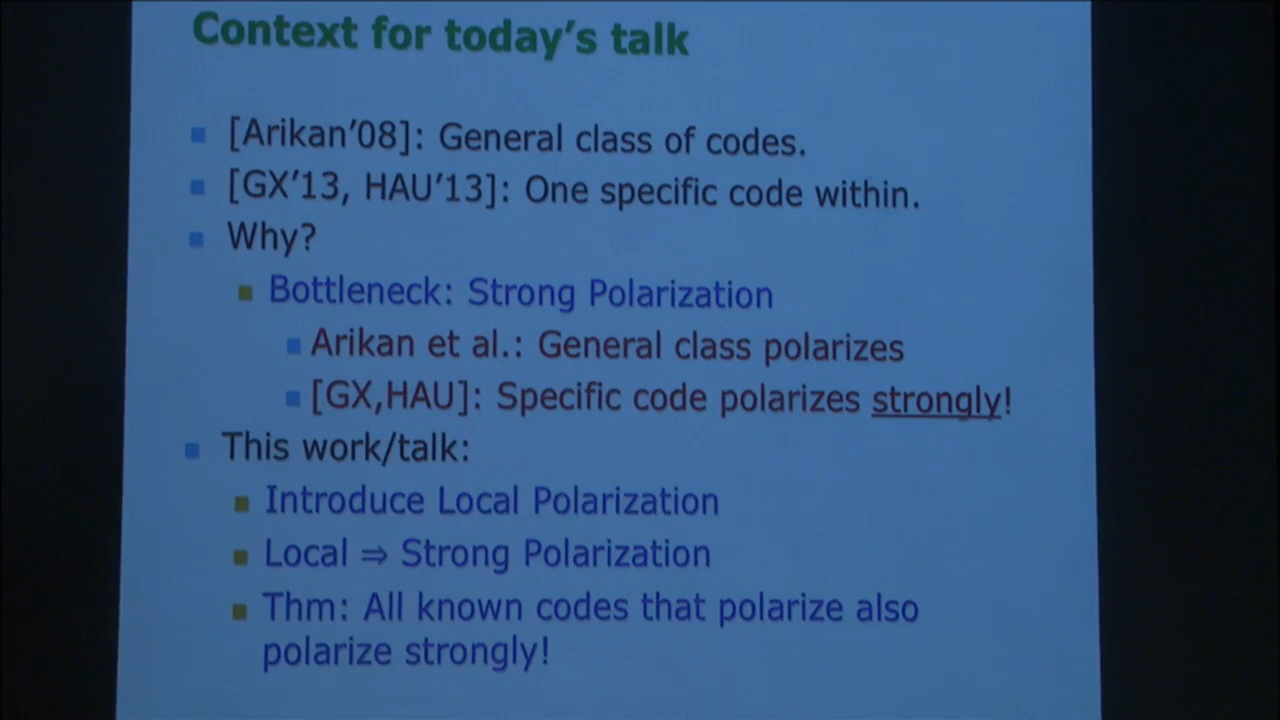 Context for today's talk
[Arikan'08]: General class of codes.
[GX'13, HAU'13]: One specific code within.
Why?
Bottleneck: Strong Polarization
Arikan et al.: General class polarizes
[GX,HAU]: Specific code polarizes strongly!
This work/talk:
Introduce Local Polarization
Local ⇒ Strong Polarization
Thm: All known codes that polarize also
polarize strongly!